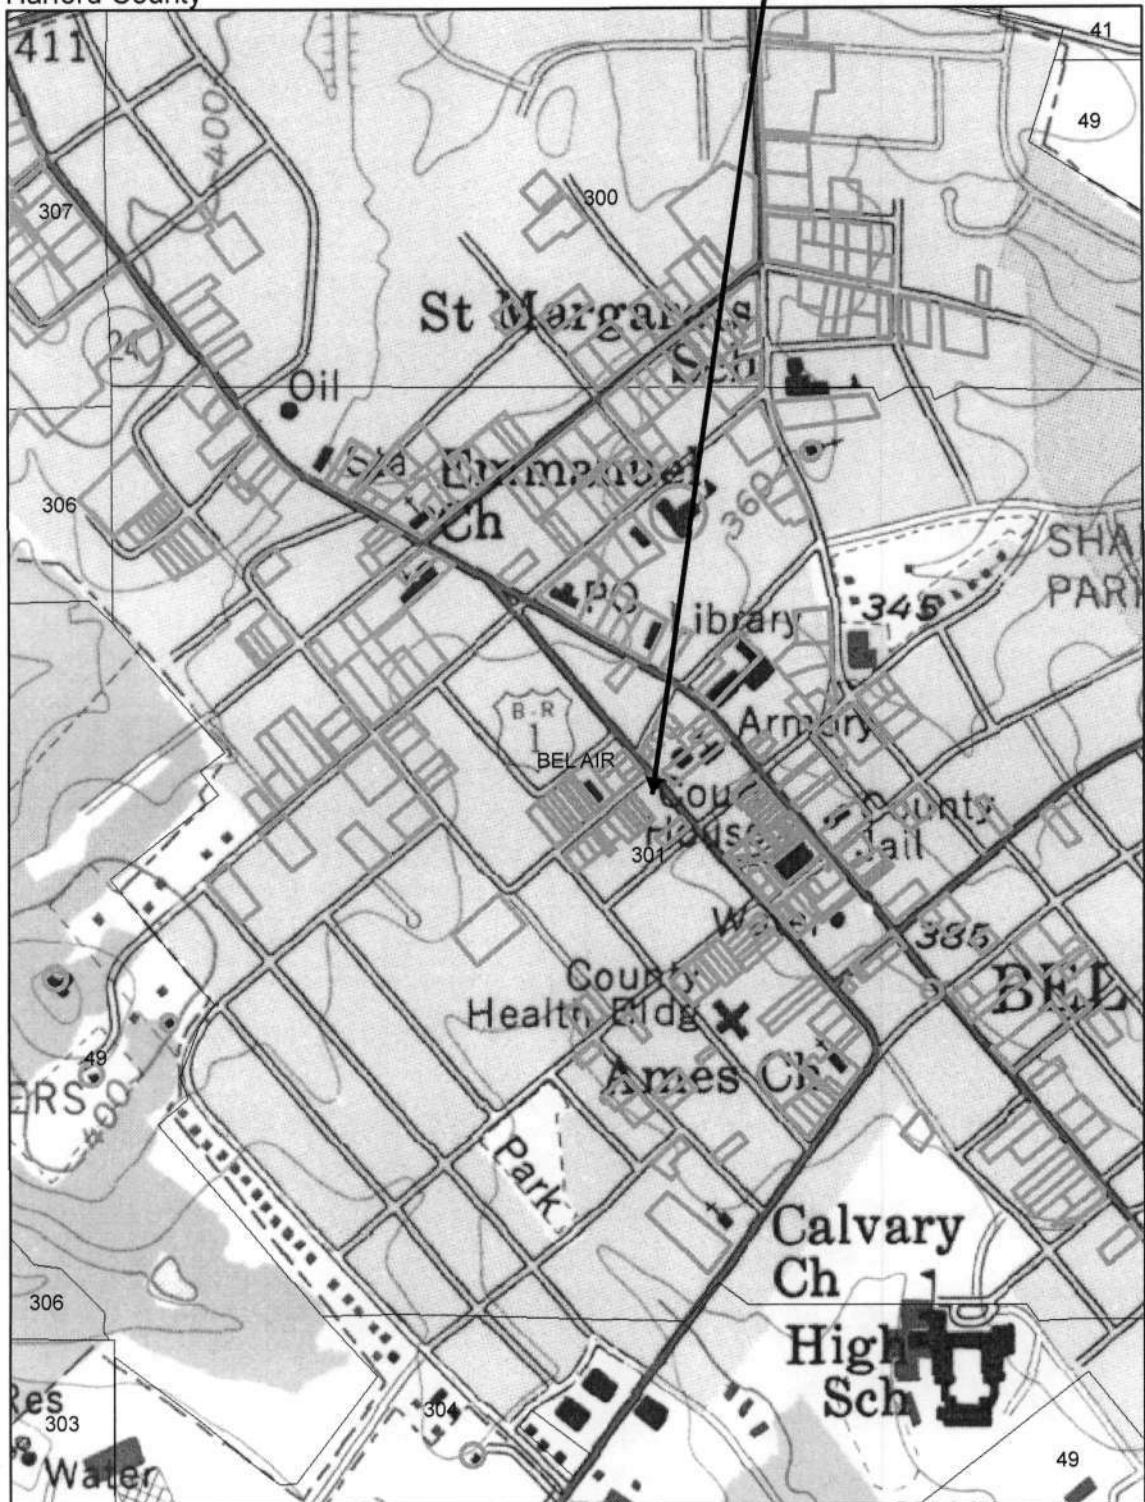 Harford County
411
41
49
400
307
300
St Margarets
Sch
24
Oil
Sta
Emmanuel
Ch
306
360
SHA
PAR
PO
345
Library
B-R
1
BEL AIR
Armory
Court
House
County
Jail
301
Water
385
BEL
County
Health Bldg
Ames Ch
49
ERS
400
Park
Calvary
Ch
306
High
Sch
Res
303
304
Water
49